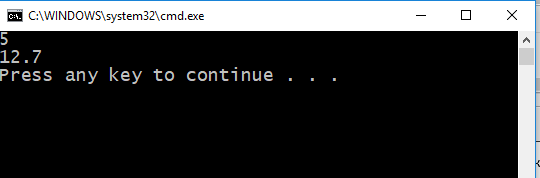 C:\WINDOWS\system32\cmd.exe
5
12.7
Press any key to continue . . .